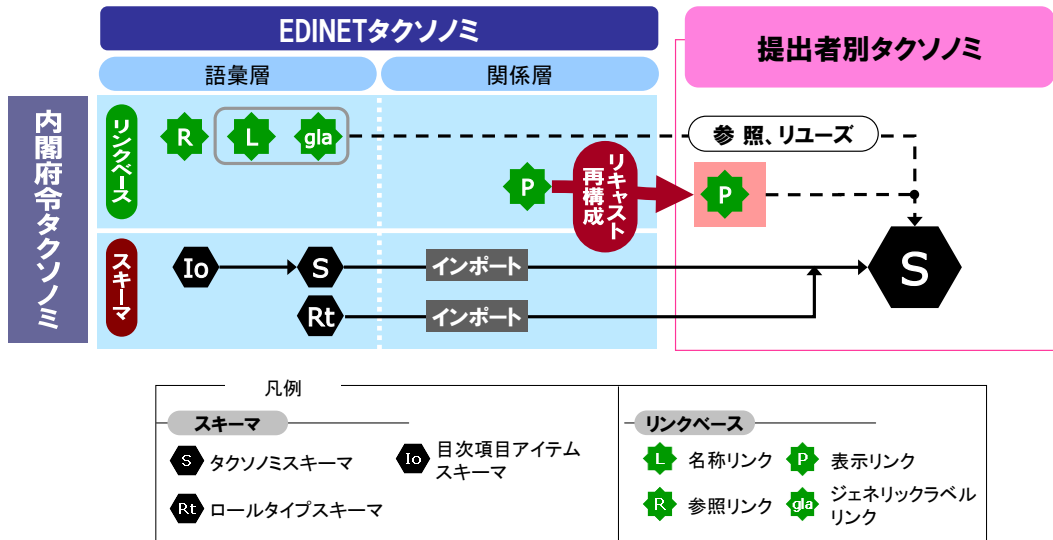 EDINETタクソノミ
提出者別タクソノミ
語彙層
関係層
内閣府令タクソノミ
リンクベース
R
L
gla
参照、リユーズ
P
リキャスト
再構成
P
スキーマ
Io
S
インポート
S
Rt
インポート
凡例
スキーマ
S
タクソノミスキーマ
Io
目次項目アイテム
スキーマ
Rt
ロールタイプスキーマ
リンクベース
L
名称リンク
P
表示リンク
R
参照リンク
gla
ジェネリックラベル
リンク